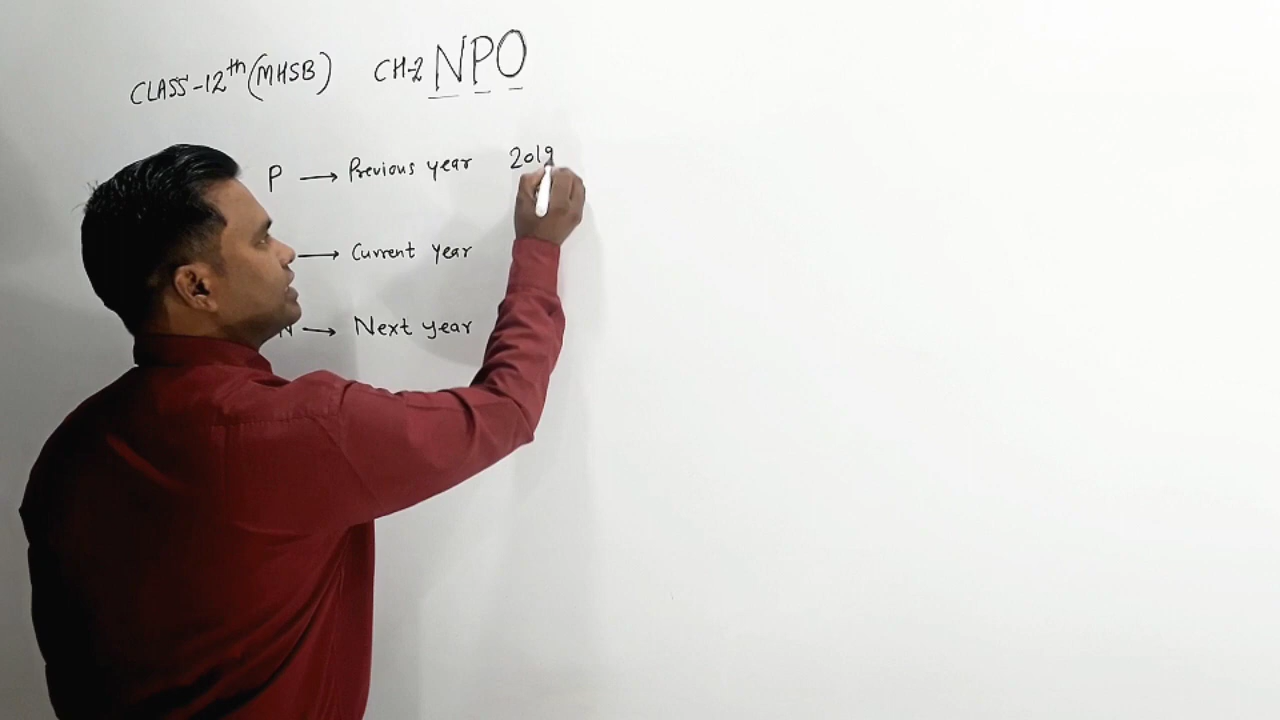 CLASS-12th (MHSB) CH-2 NPO
P → Previous year 2019
→ Current year
N → Next year